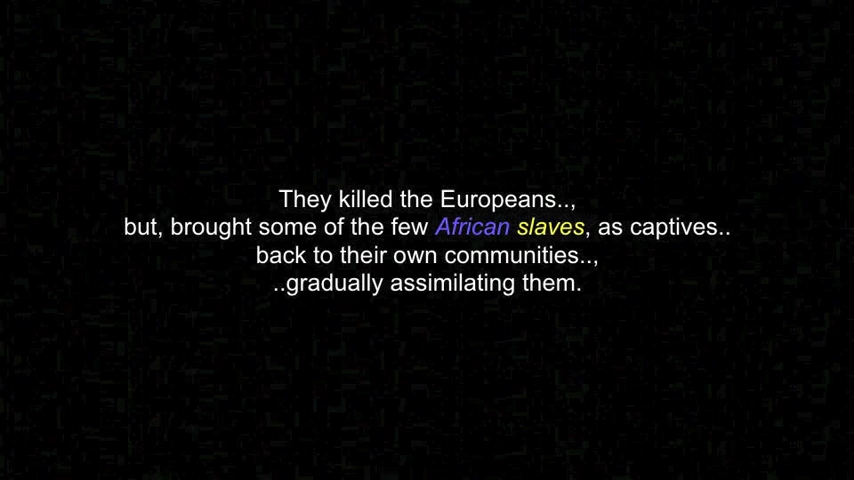 They killed the Europeans..,
but, brought some of the few African slaves, as captives..
back to their own communities..,
..gradually assimilating them.